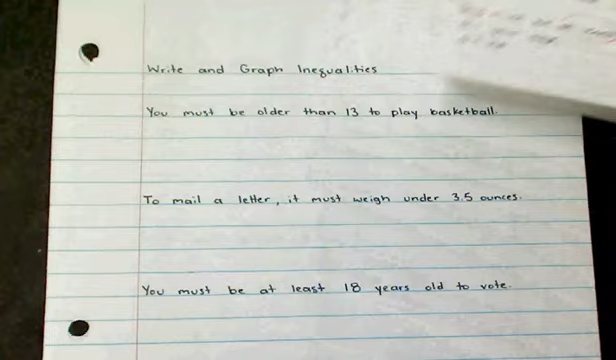 Write and Graph Inequalities
You must be older than 13 to play basketball.
To mail a letter, it must weigh under 3.5 ounces.
You must be at least 18 years old to vote.